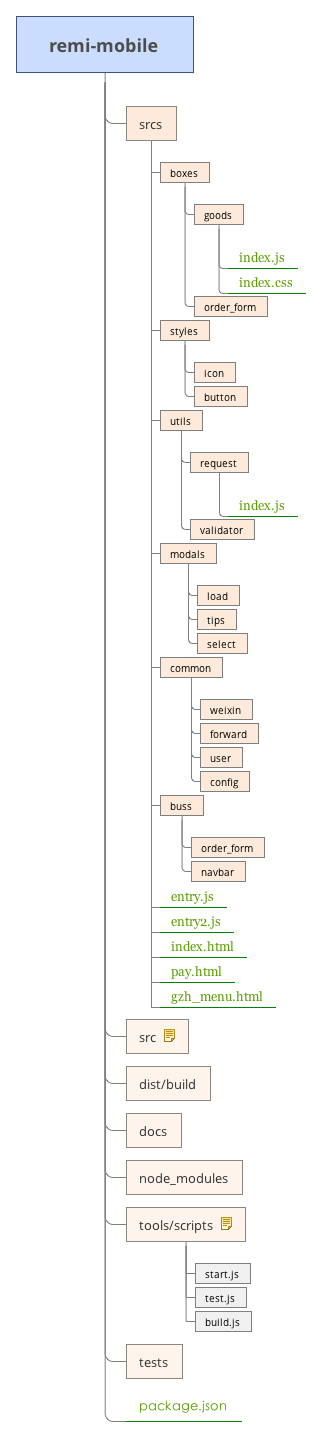 remi-mobile
srcs
boxes
goods
index.js
index.css
order_form
styles
icon
button
utils
request
index.js
validator
modals
load
tips
select
common
weixin
forward
user
config
buss
order_form
navbar
entry.js
entry2.js
index.html
pay.html
gzh_menu.html
src
dist/build
docs
node_modules
tools/scripts
start.js
test.js
build.js
tests
package.json